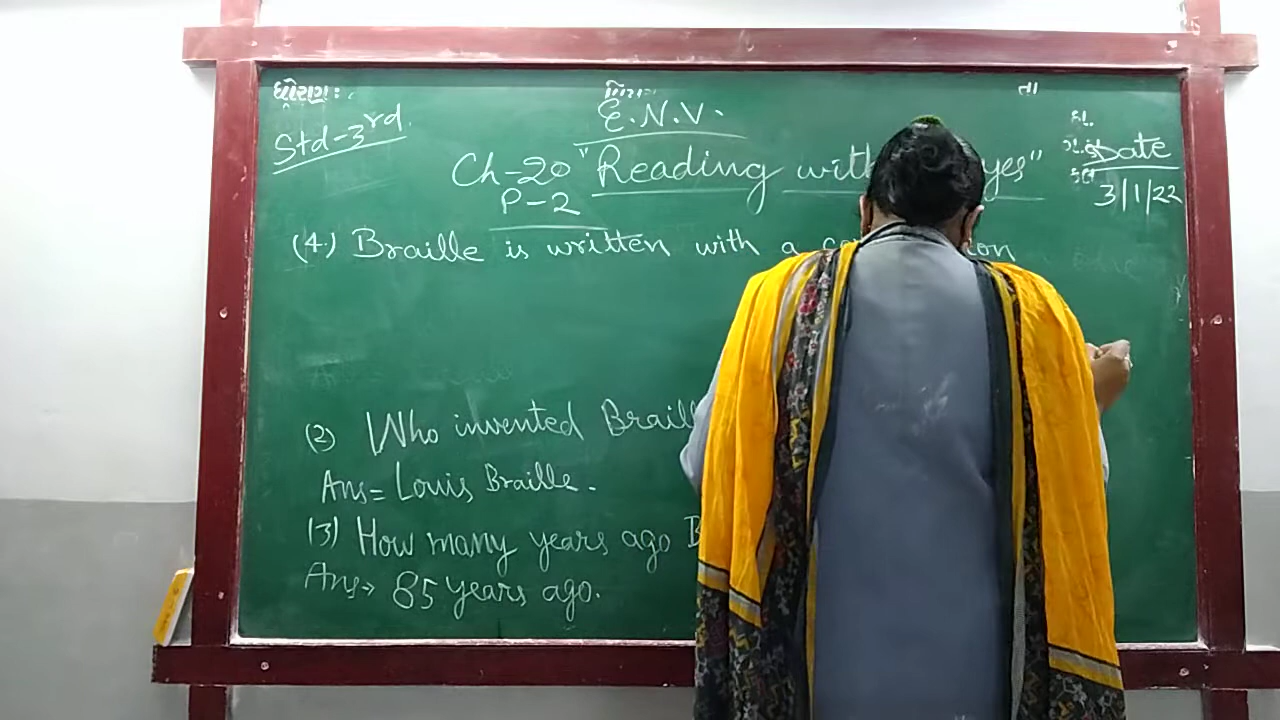 ધોરણ :
Std-3rd.
E.N.V.
તા
Date
3/1/22
Ch-20 "Reading with yes"
P-2
(4.) Braille is written with a
(2) Who invented Braill
Ans= Louis Braille.
(3) How many years ago B
Ans→ 85 years ago.